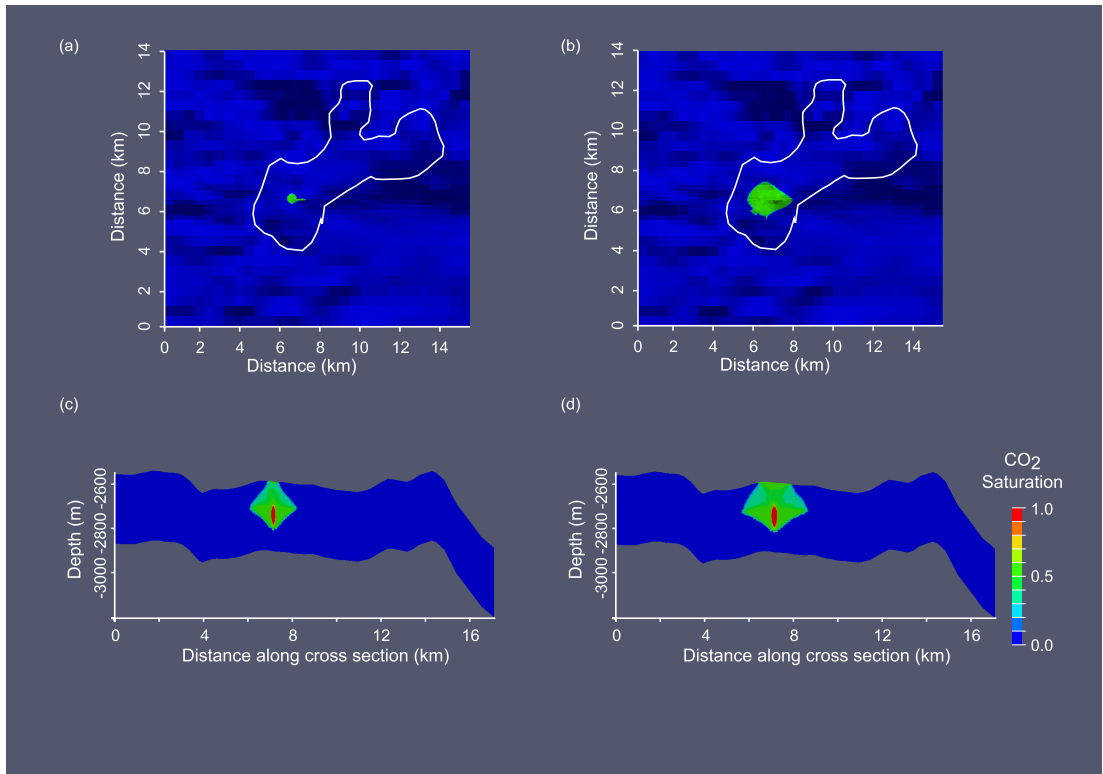 (a)
(b)
14
12
10
8
6
4
2
0
Distance (km)
0 2 4 6 8 10 12 14
Distance (km)
14
12
10
8
6
4
2
0
Distance (km)
0 2 4 6 8 10 12 14
Distance (km)
(c)
(d)
-2600
-2800
-3000
Depth (m)
0 4 8 12 16
Distance along cross section (km)
-2600
-2800
-3000
Depth (m)
0 4 8 12 16
Distance along cross section (km)
CO2
Saturation
1.0
0.5
0.0